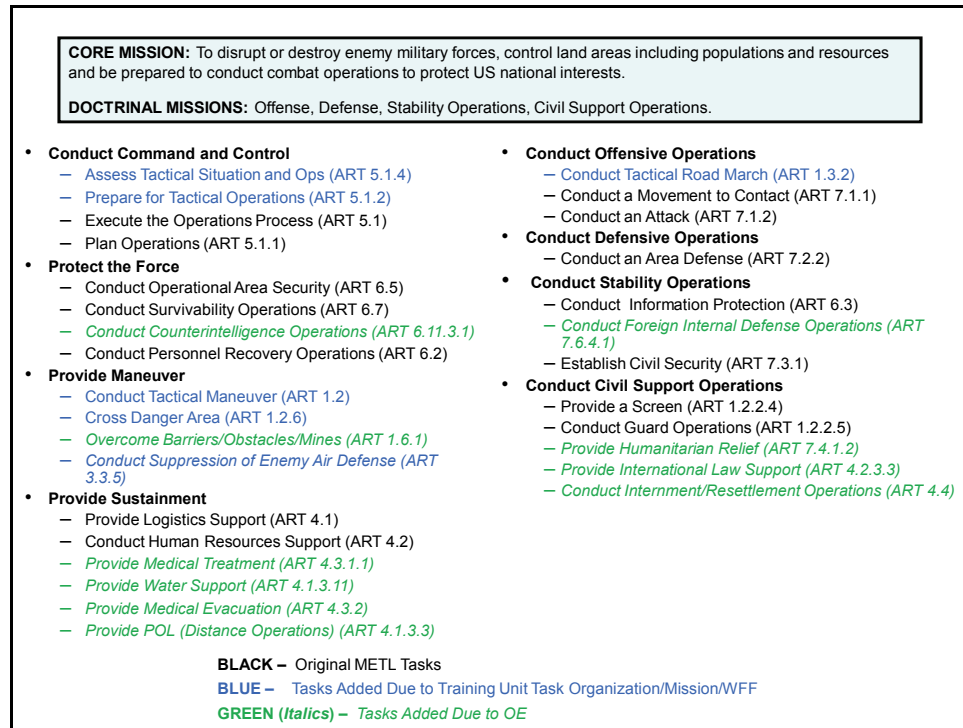 CORE MISSION: To disrupt or destroy enemy military forces, control land areas including populations and resources
and be prepared to conduct combat operations to protect US national interests.
DOCTRINAL MISSIONS: Offense, Defense, Stability Operations, Civil Support Operations.
• Conduct Command and Control
– Assess Tactical Situation and Ops (ART 5.1.4)
– Prepare for Tactical Operations (ART 5.1.2)
– Execute the Operations Process (ART 5.1)
– Plan Operations (ART 5.1.1)
• Protect the Force
– Conduct Operational Area Security (ART 6.5)
– Conduct Survivability Operations (ART 6.7)
– Conduct Counterintelligence Operations (ART 6.11.3.1)
– Conduct Personnel Recovery Operations (ART 6.2)
• Provide Maneuver
– Conduct Tactical Maneuver (ART 1.2)
– Cross Danger Area (ART 1.2.6)
– Overcome Barriers/Obstacles/Mines (ART 1.6.1)
– Conduct Suppression of Enemy Air Defense (ART
3.3.5)
• Provide Sustainment
– Provide Logistics Support (ART 4.1)
– Conduct Human Resources Support (ART 4.2)
– Provide Medical Treatment (ART 4.3.1.1)
– Provide Water Support (ART 4.1.3.11)
– Provide Medical Evacuation (ART 4.3.2)
– Provide POL (Distance Operations) (ART 4.1.3.3)
• Conduct Offensive Operations
– Conduct Tactical Road March (ART 1.3.2)
– Conduct a Movement to Contact (ART 7.1.1)
– Conduct an Attack (ART 7.1.2)
• Conduct Defensive Operations
– Conduct an Area Defense (ART 7.2.2)
• Conduct Stability Operations
– Conduct Information Protection (ART 6.3)
– Conduct Foreign Internal Defense Operations (ART
7.6.4.1)
– Establish Civil Security (ART 7.3.1)
• Conduct Civil Support Operations
– Provide a Screen (ART 1.2.2.4)
– Conduct Guard Operations (ART 1.2.2.5)
– Provide Humanitarian Relief (ART 7.4.1.2)
– Provide International Law Support (ART 4.2.3.3)
– Conduct Internment/Resettlement Operations (ART 4.4)
BLACK – Original METL Tasks
BLUE – Tasks Added Due to Training Unit Task Organization/Mission/WFF
GREEN (Italics) – Tasks Added Due to OE